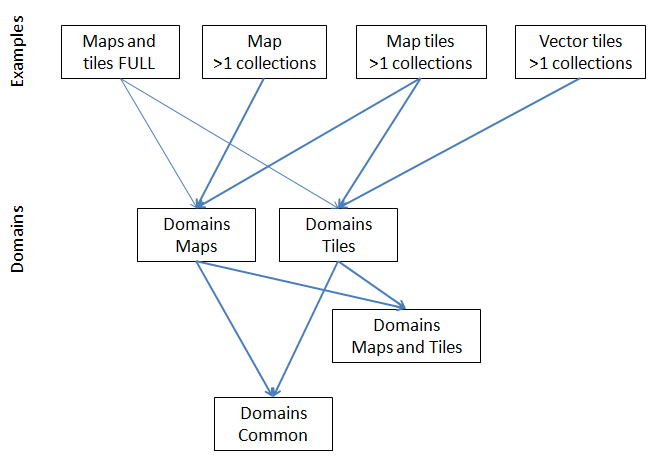 Examples
Maps and
tiles FULL
Map
>1 collections
Map tiles
>1 collections
Vector tiles
>1 collections
Domains
Domains
Maps
Domains
Tiles
Domains
Maps and Tiles
Domains
Common